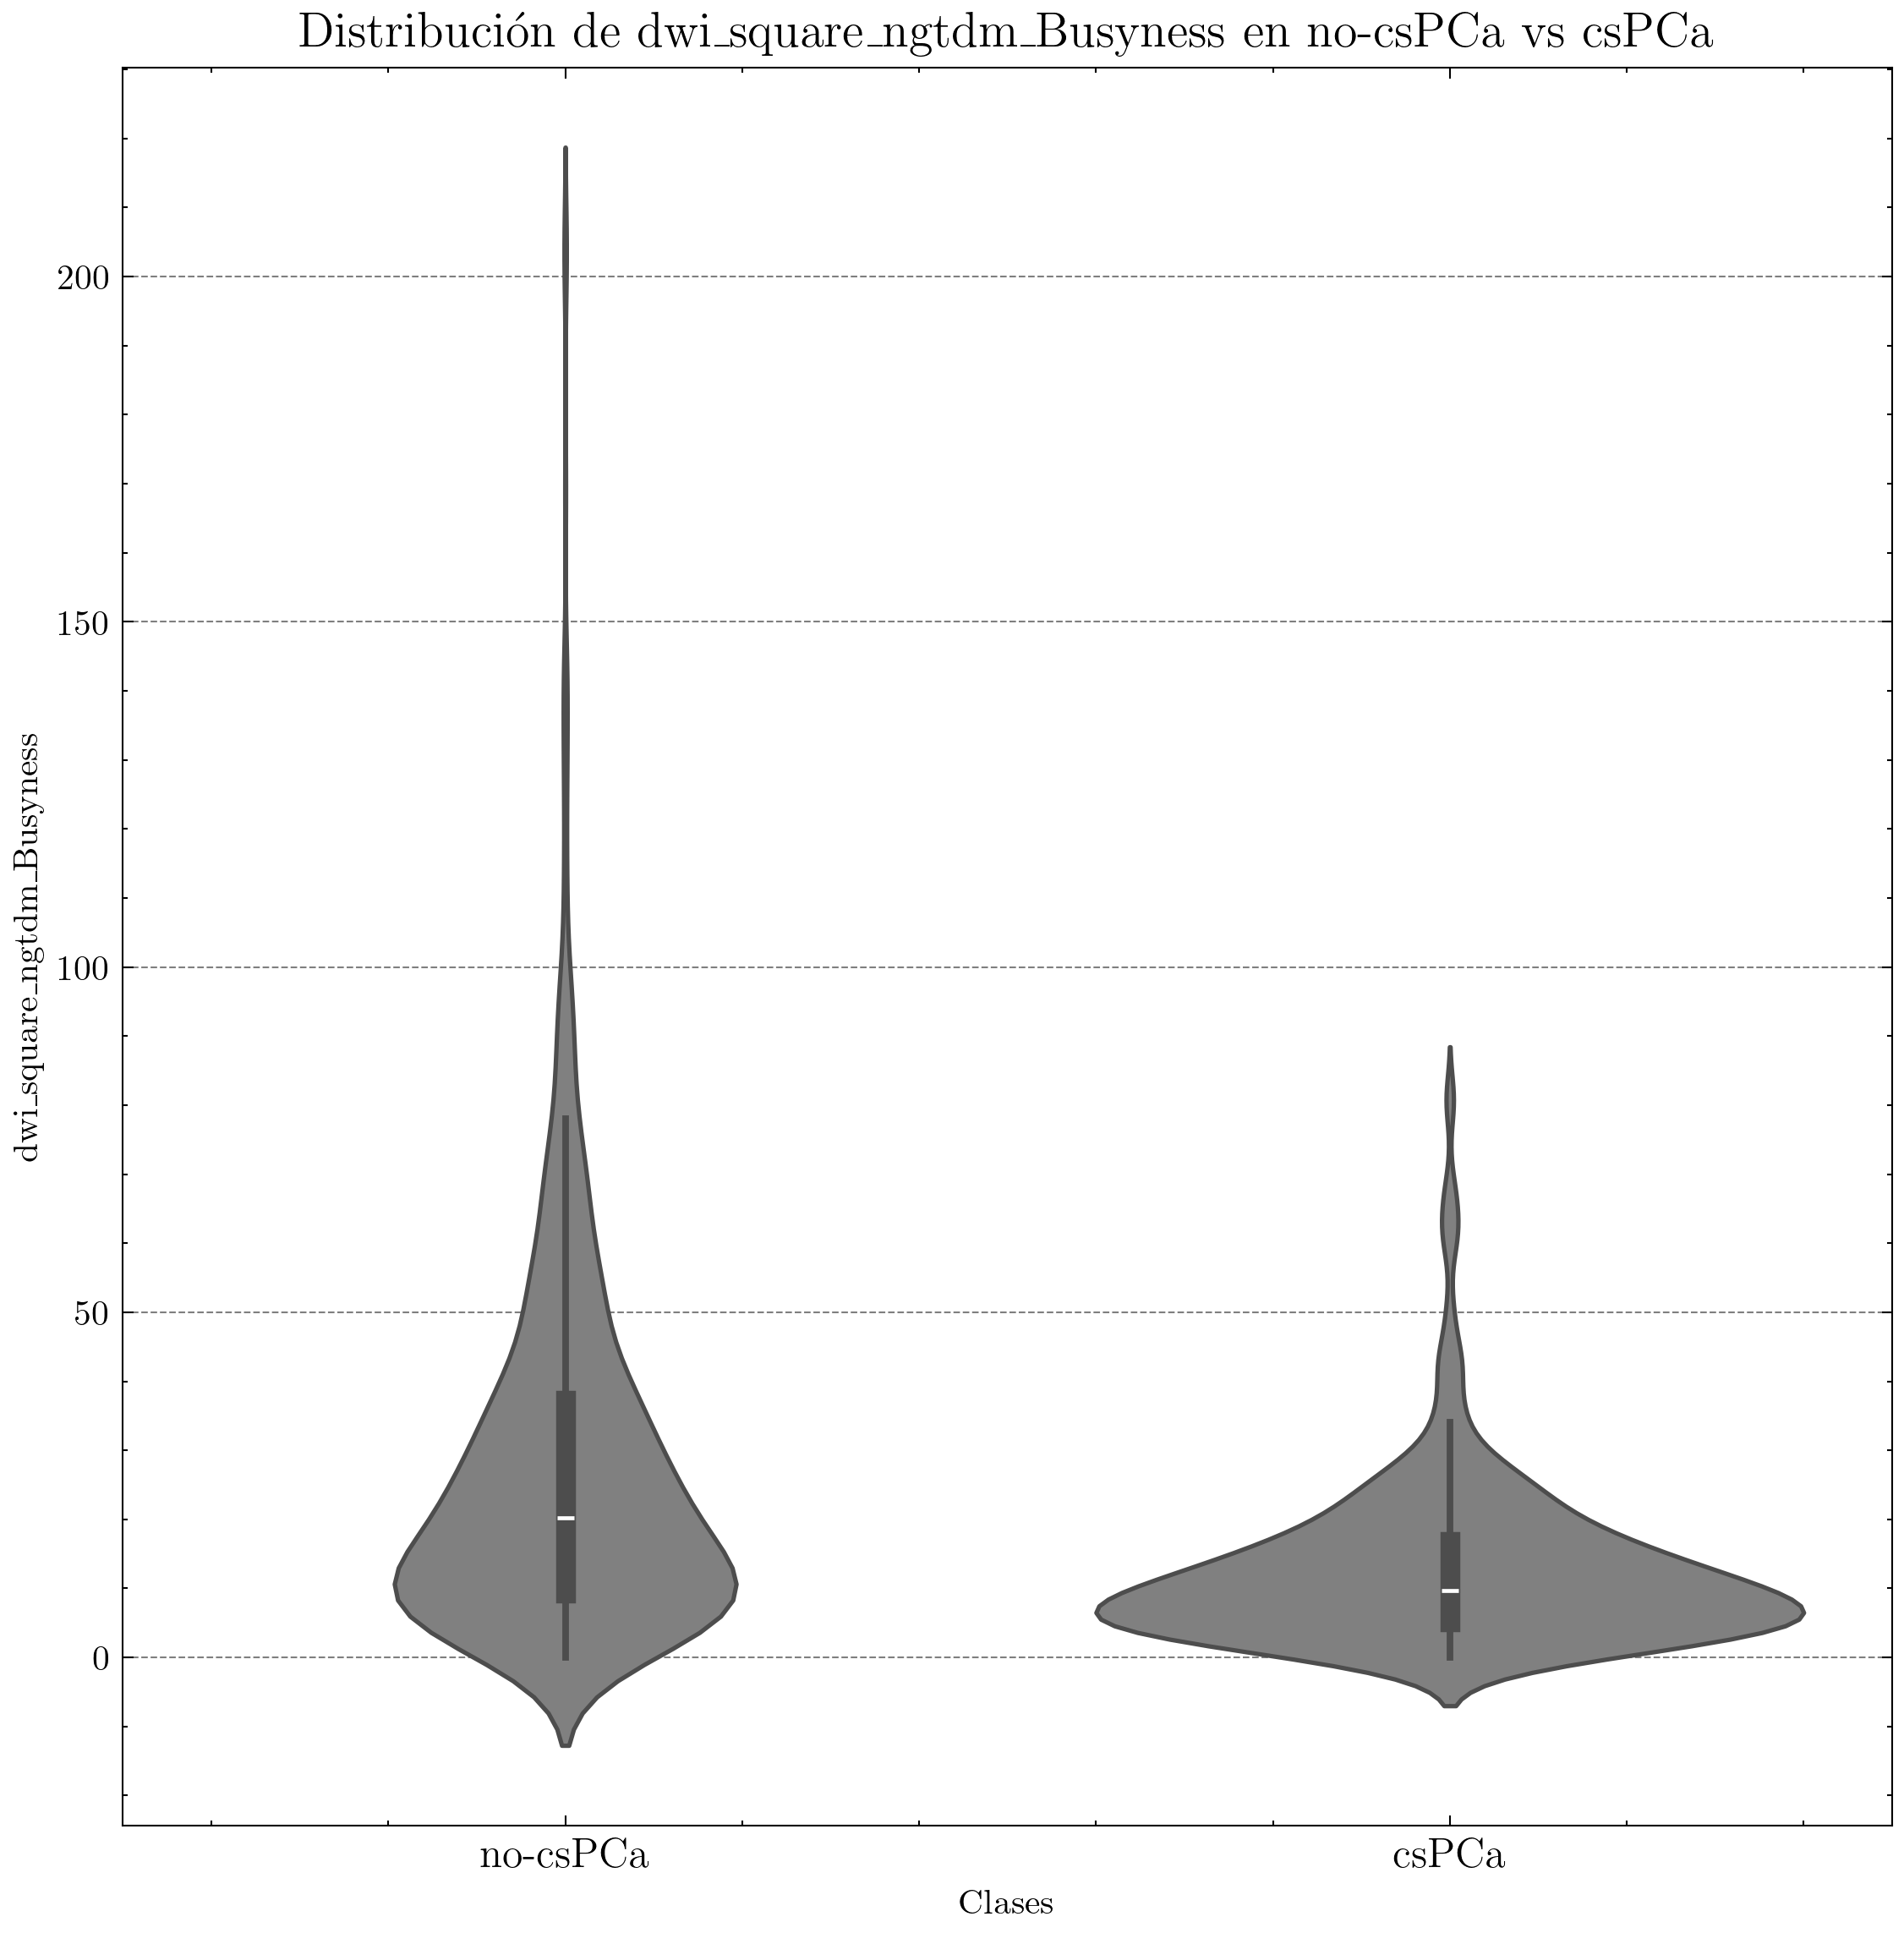 Distribución de dwi_square_ngtdm_Busyness en no-csPCa vs csPCa
dwi_square_ngtdm_Busyness
200
150
100
50
0
no-csPCa
csPCa
Clases